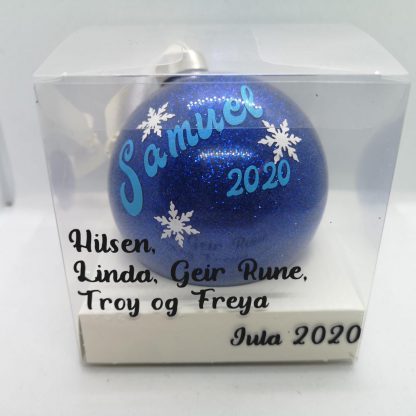 Samuel
2020
Hilsen,
Linda, Geir Rune,
Troy og Freya
Jula 2020